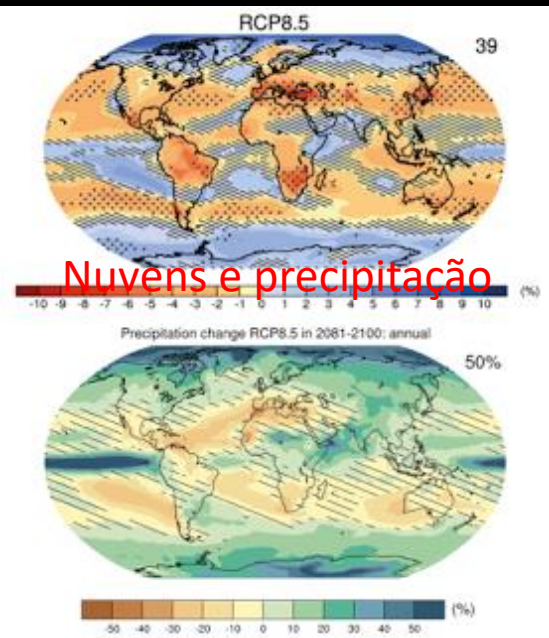 RCP8.5
39
Nuvens e precipitação
-10 -9 -8 -7 -6 -5 -4 -3 -2 -1 0 1 2 3 4 5 6 7 8 9 10 (%)
Precipitation change RCP8.5 in 2081-2100: annual
50%
-50 -40 -30 -20 -10 0 10 20 30 40 50 (%)